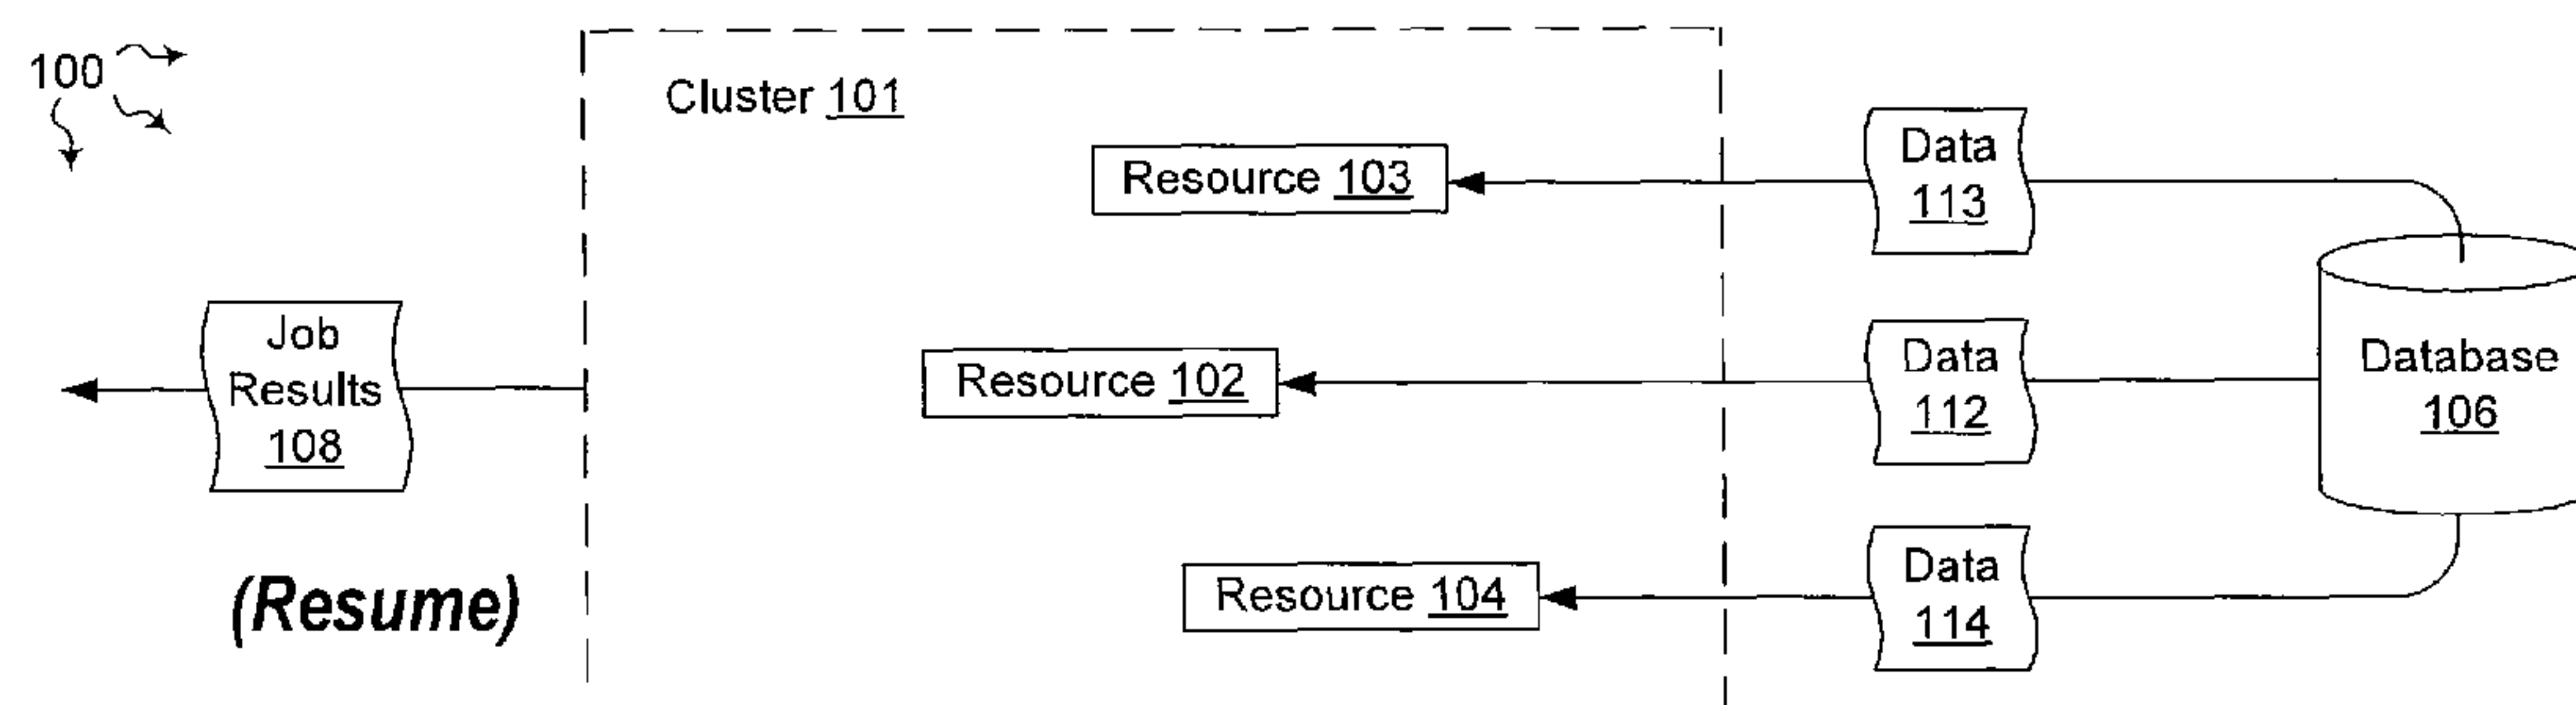 100
Cluster 101
Resource 103
Data
113
Job
Results
108
Resource 102
Data
112
Database
106
(Resume)
Resource 104
Data
114